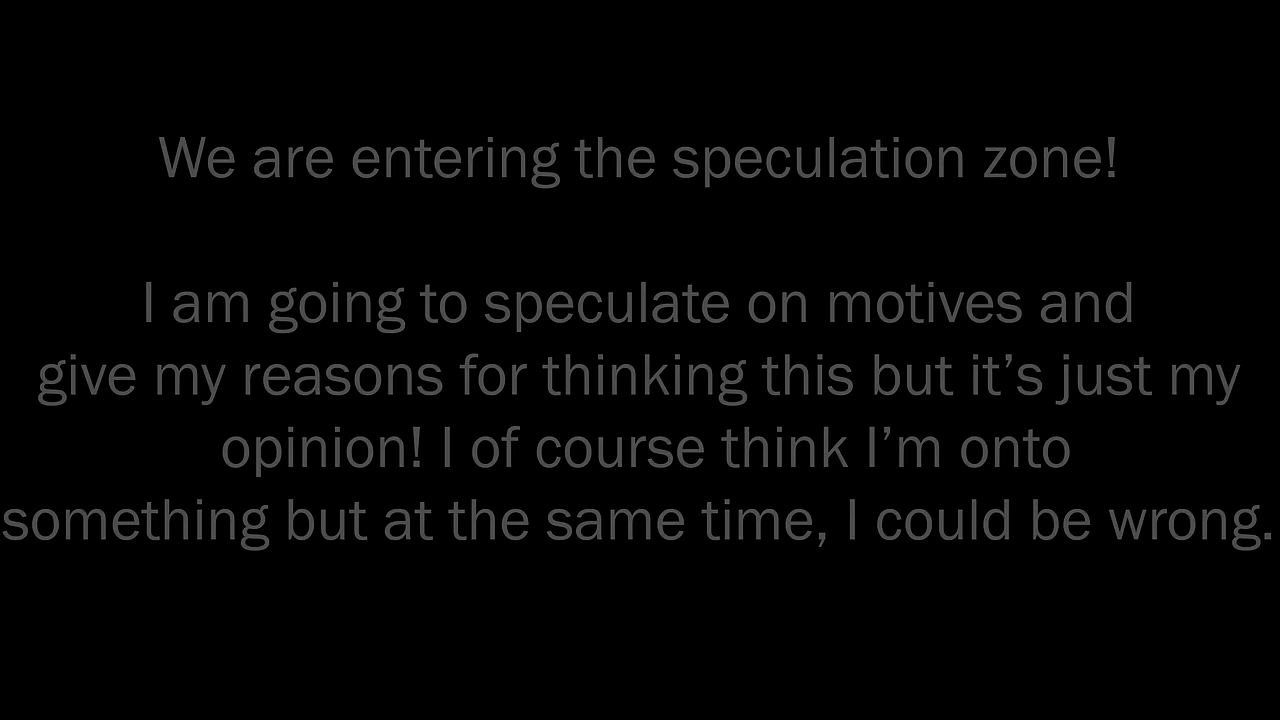 We are entering the speculation zone!
I am going to speculate on motives and
give my reasons for thinking this but it’s just my
opinion! I of course think I’m onto
something but at the same time, I could be wrong.